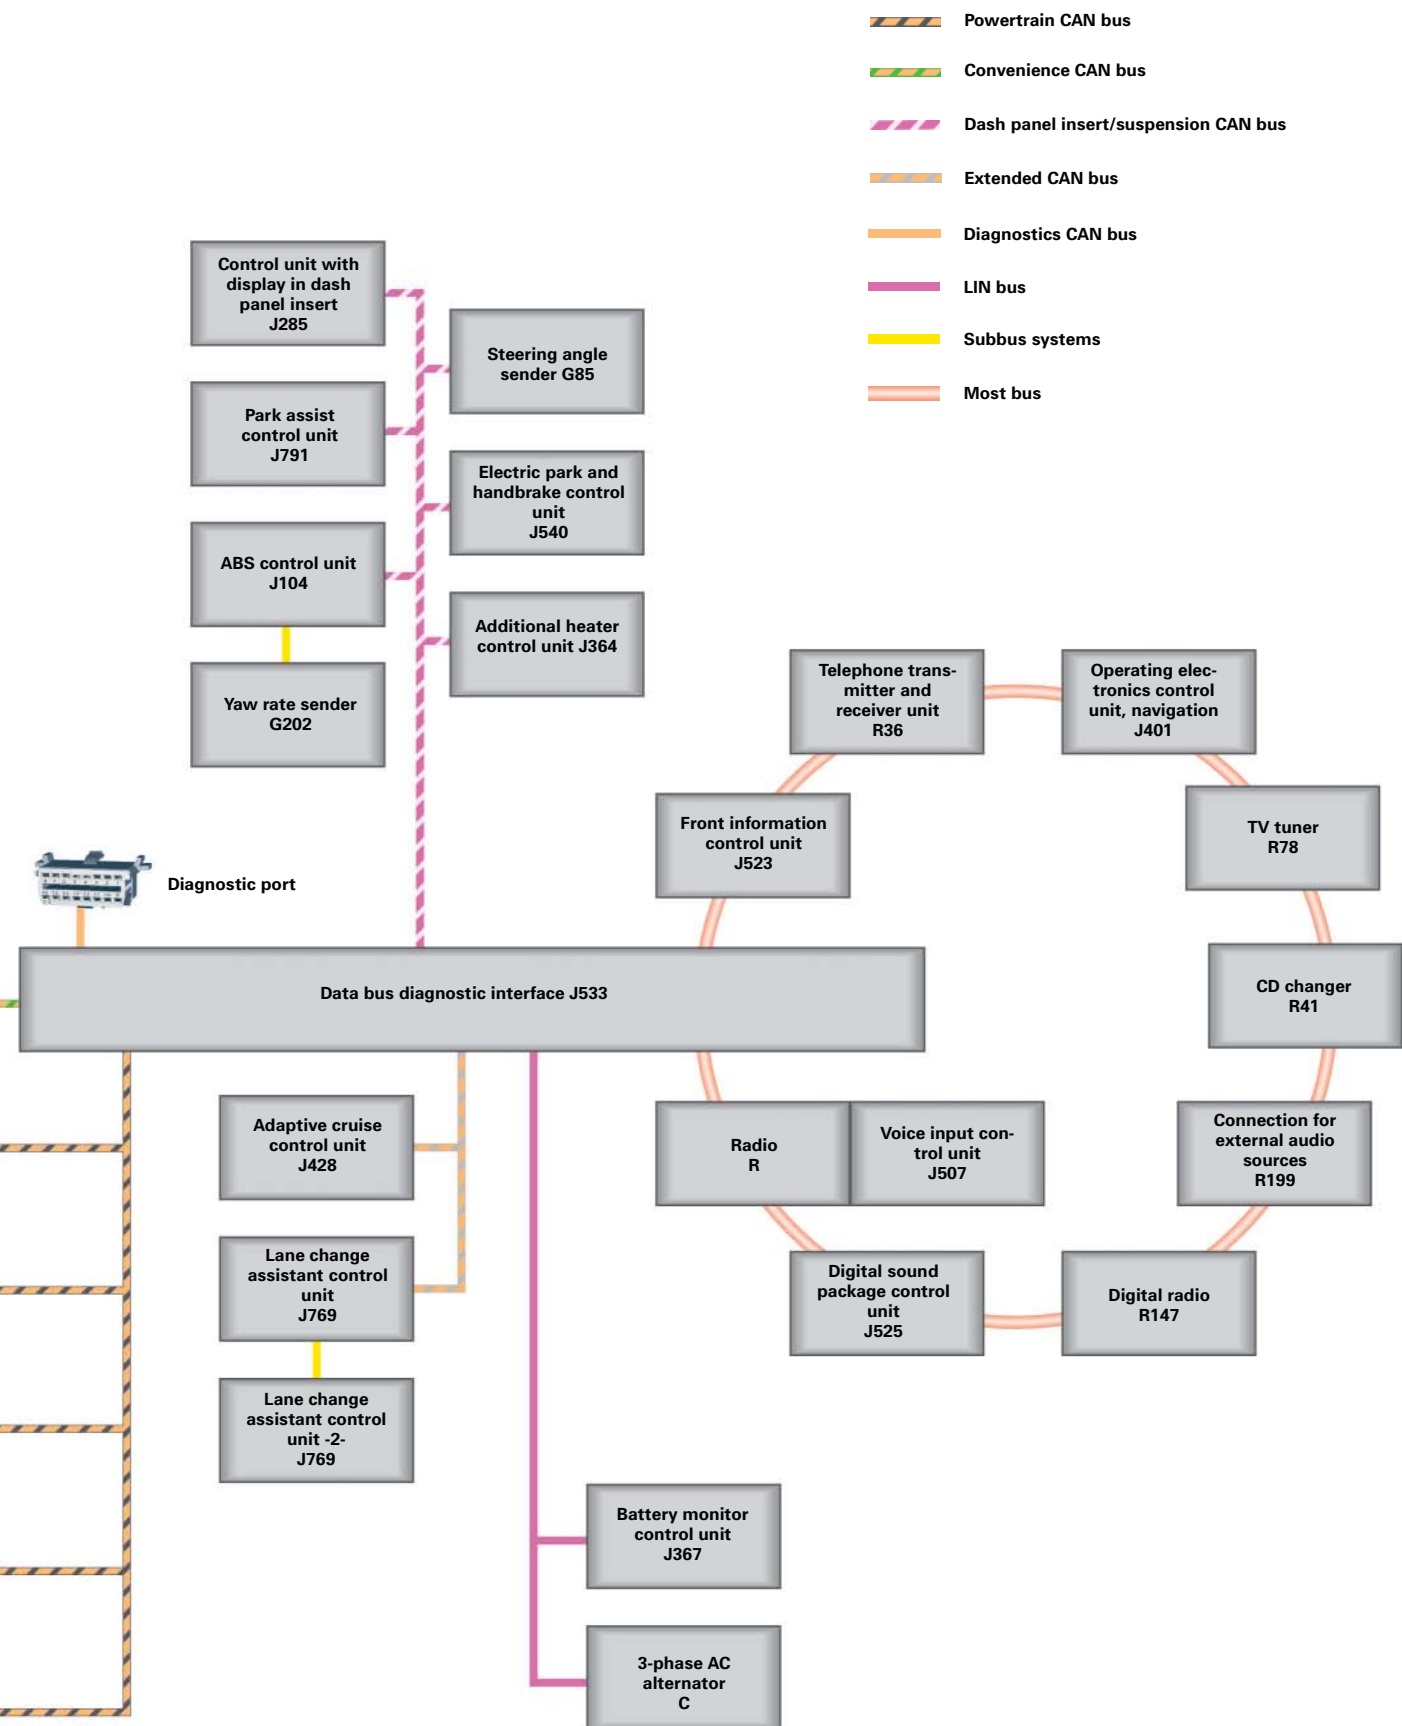 Powertrain CAN bus
Convenience CAN bus
Dash panel insert/suspension CAN bus
Extended CAN bus
Diagnostics CAN bus
LIN bus
Subbus systems
Most bus
Control unit with
display in dash
panel insert
J285
Steering angle
sender G85
Park assist
control unit
J791
Electric park and
handbrake control
unit
J540
ABS control unit
J104
Additional heater
control unit J364
Yaw rate sender
G202
Telephone trans-
mitter and
receiver unit
R36
Operating elec-
tronics control
unit, navigation
J401
Front information
control unit
J523
TV tuner
R78
Diagnostic port
Data bus diagnostic interface J533
CD changer
R41
Adaptive cruise
control unit
J428
Radio
R
Voice input con-
trol unit
J507
Connection for
external audio
sources
R199
Lane change
assistant control
unit
J769
Digital sound
package control
unit
J525
Digital radio
R147
Lane change
assistant control
unit -2-
J769
Battery monitor
control unit
J367
3-phase AC
alternator
C